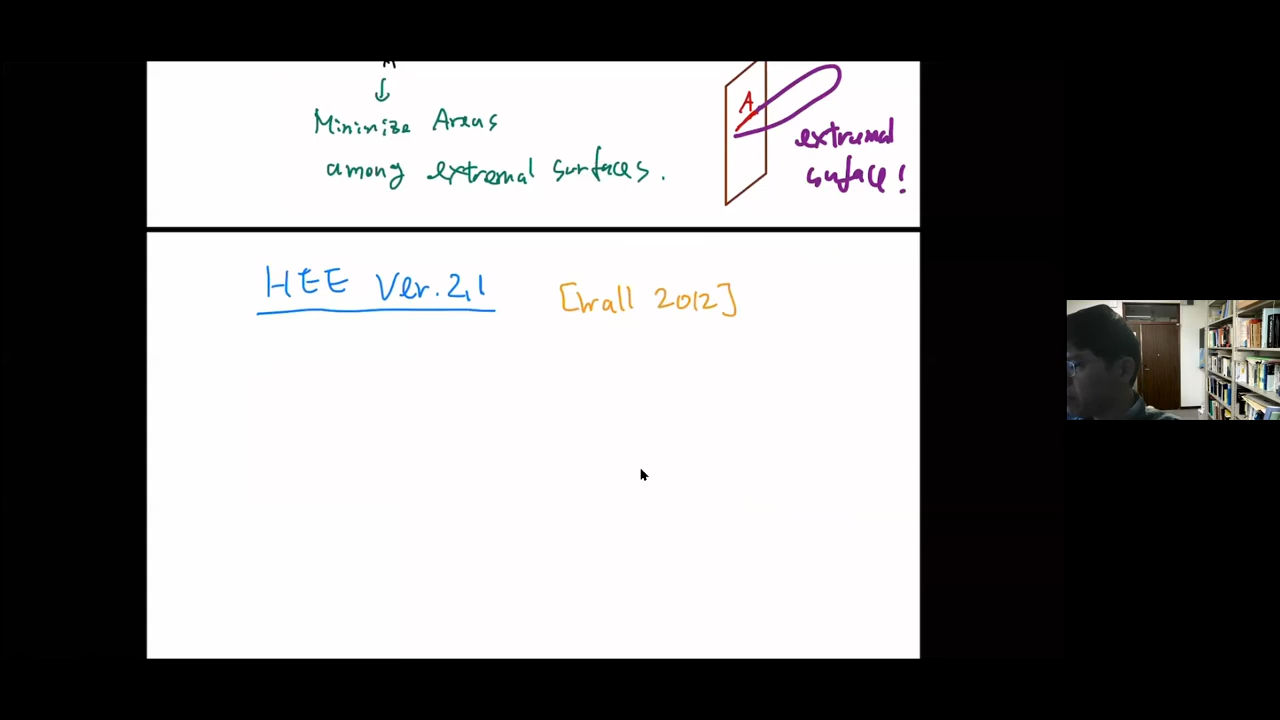 ↓
Minimize Areas
among extremal surfaces.
A
extremal
surface!
HEE Ver. 2.1
[Wall 2012]